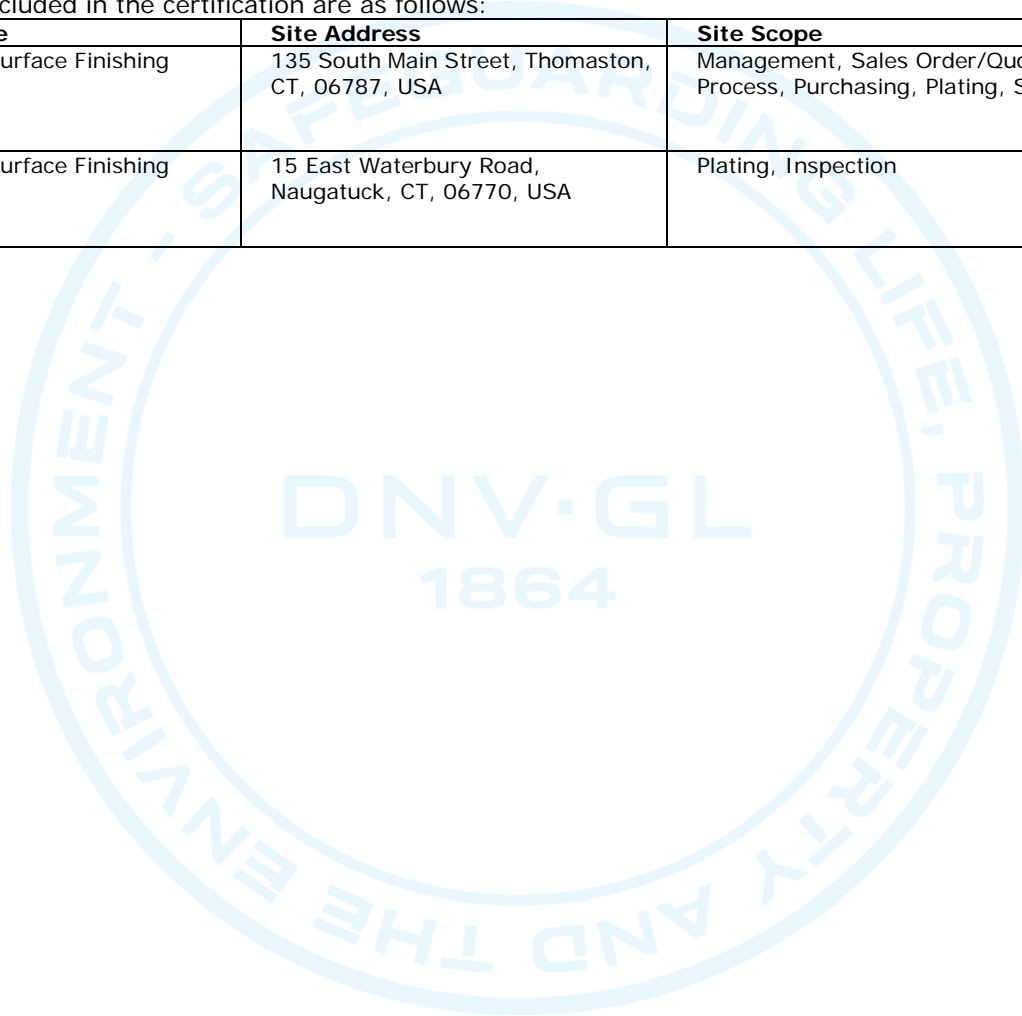 cluded in the certification are as follows:
e Site Address Site Scope
urface Finishing 135 South Main Street, Thomaston, Management, Sales Order/Quo
CT, 06787, USA Process, Purchasing, Plating, S
urface Finishing 15 East Waterbury Road, Plating, Inspection
Naugatuck, CT, 06770, USA
SAFEGUARDING LIFE, PROPERTY AND THE ENVIRONMENT -
DNV·GL
1864